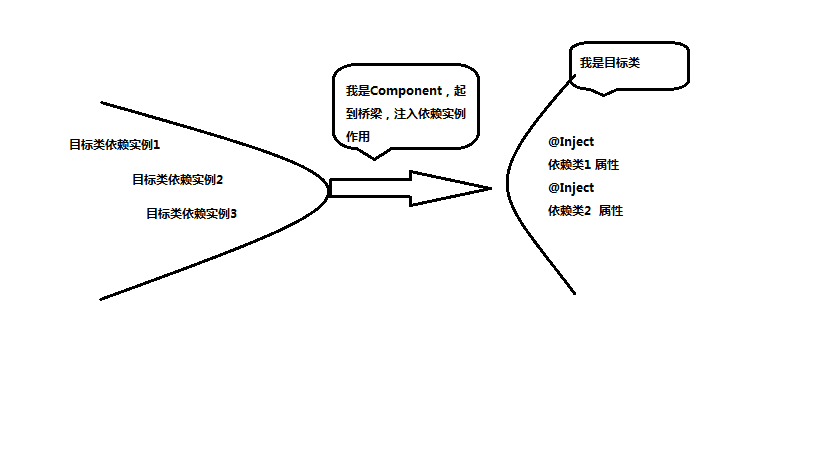 目标类依赖实例1
目标类依赖实例2
目标类依赖实例3
我是Component，起
到桥梁，注入依赖实例
作用
我是目标类
@Inject
依赖类1 属性
@Inject
依赖类2  属性